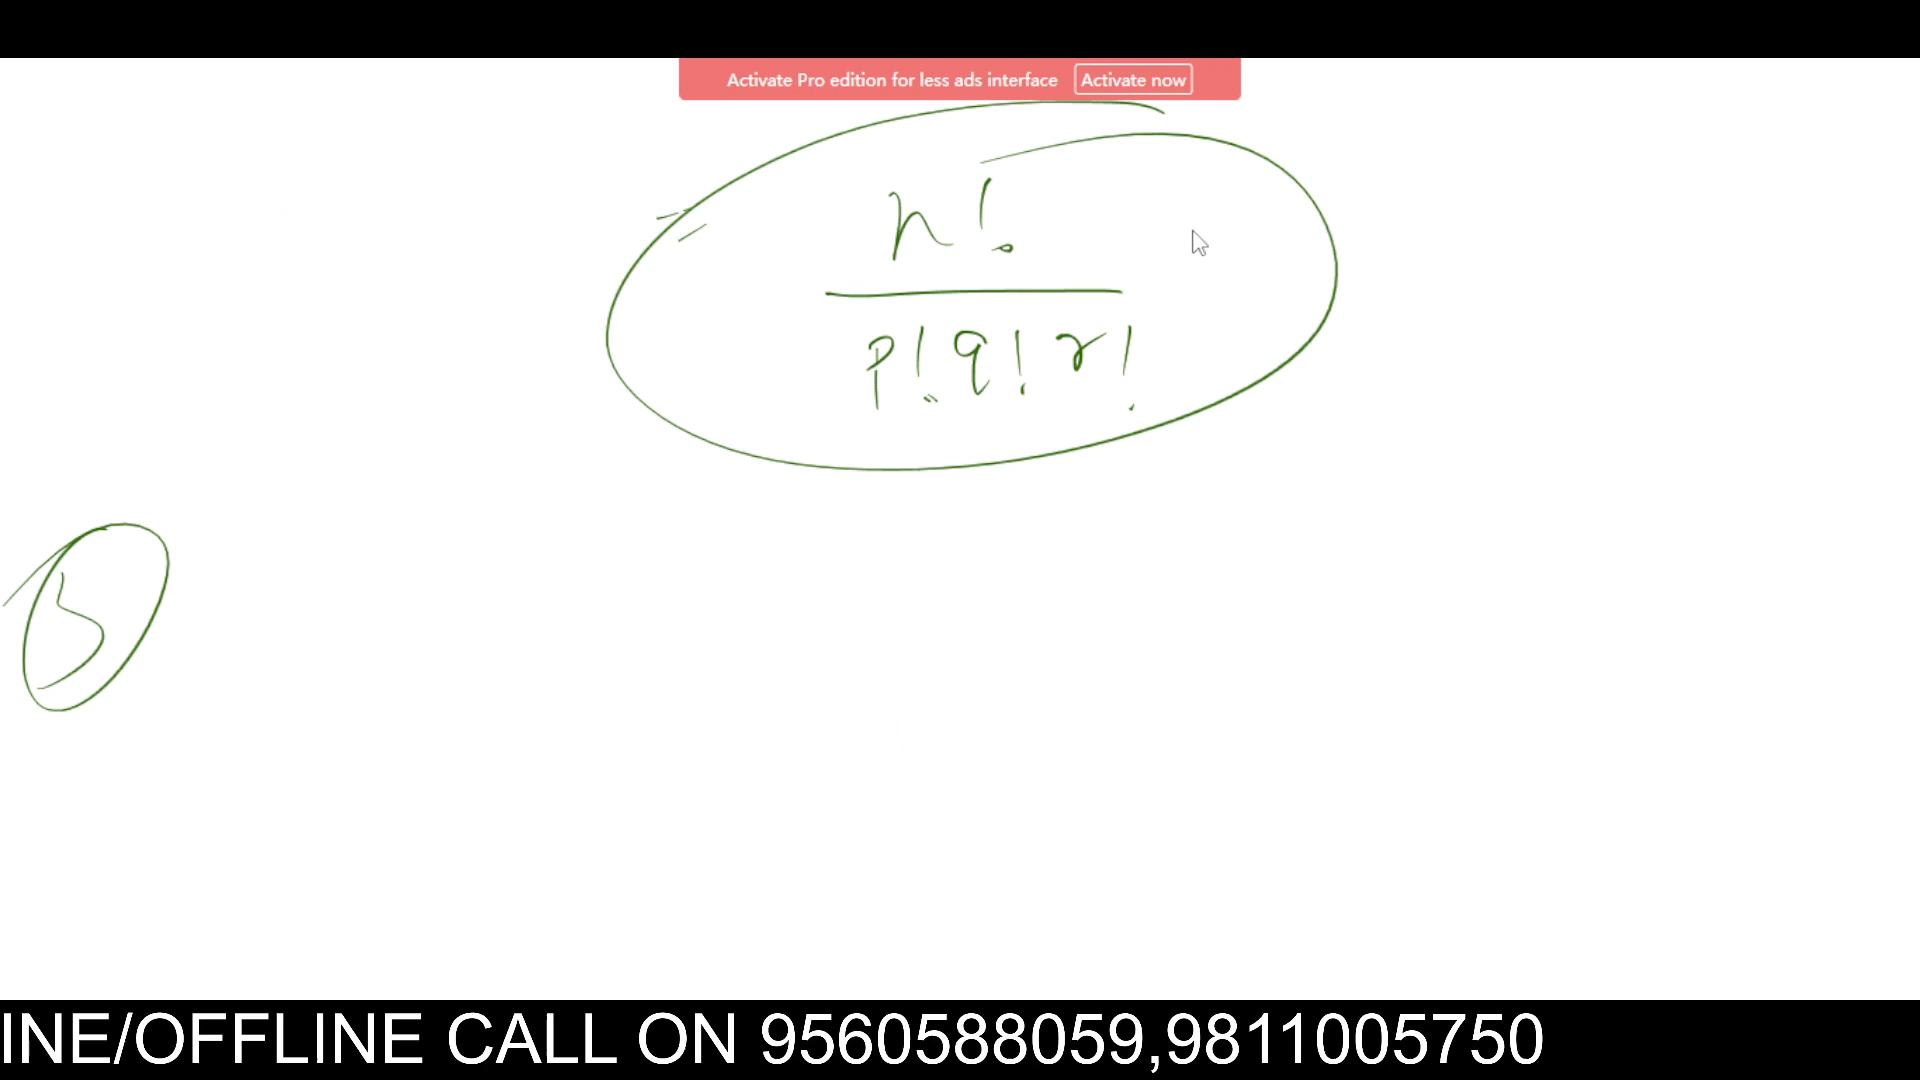 Activate Pro edition for less ads interface Activate now
= n!
p! q! r!
5
INE/OFFLINE CALL ON 9560588059,9811005750